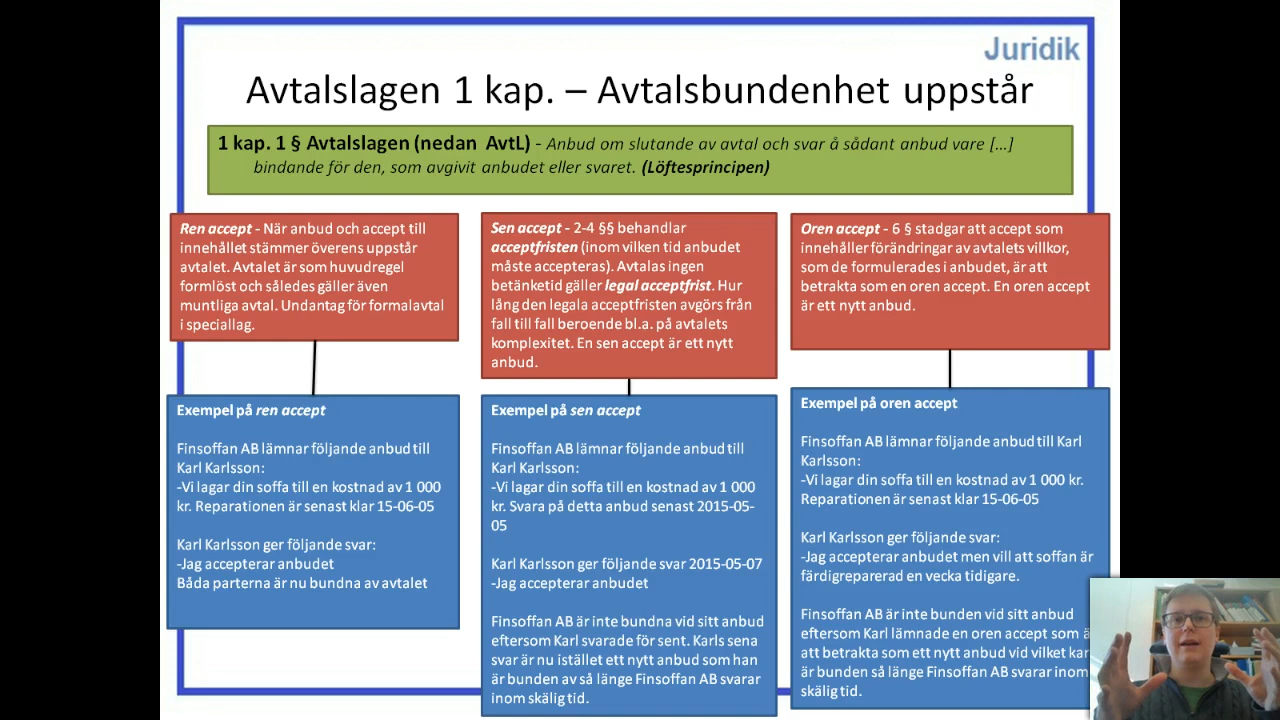 Juridik
Avtalslagen 1 kap. – Avtalsbundenhet uppstår
1 kap. 1 § Avtalslagen (nedan AvtL) - Anbud om slutande av avtal och svar å sådant anbud vare […]
bindande för den, som avgivit anbudet eller svaret. (Löftesprincipen)
Ren accept - När anbud och accept till
innehållet stämmer överens uppstår
avtalet. Avtalet är som huvudregel
formlöst och således gäller även
muntliga avtal. Undantag för formalavtal
i speciallag.
Sen accept - 2-4 §§ behandlar
acceptfristen (inom vilken tid anbudet
måste accepteras). Avtalas ingen
betänketid gäller legal acceptfrist. Hur
lång den legala acceptfristen avgörs från
fall till fall beroende bl.a. på avtalets
komplexitet. En sen accept är ett nytt
anbud.
Oren accept - 6 § stadgar att accept som
innehåller förändringar av avtalets villkor,
som de formulerades i anbudet, är att
betrakta som en oren accept. En oren accept
är ett nytt anbud.
Exempel på ren accept
Finsoffan AB lämnar följande anbud till
Karl Karlsson:
-Vi lagar din soffa till en kostnad av 1 000
kr. Reparationen är senast klar 15-06-05
Karl Karlsson ger följande svar:
-Jag accepterar anbudet
Båda parterna är nu bundna av avtalet
Exempel på sen accept
Finsoffan AB lämnar följande anbud till
Karl Karlsson:
-Vi lagar din soffa till en kostnad av 1 000
kr. Svara på detta anbud senast 2015-05-
05
Karl Karlsson ger följande svar 2015-05-07
-Jag accepterar anbudet
Finsoffan AB är inte bundna vid sitt anbud
eftersom Karl svarade för sent. Karls sena
svar är nu istället ett nytt anbud som han
är bunden av så länge Finsoffan AB svarar
inom skälig tid.
Exempel på oren accept
Finsoffan AB lämnar följande anbud till Karl
Karlsson:
-Vi lagar din soffa till en kostnad av 1 000 kr.
Reparationen är senast klar 15-06-05
Karl Karlsson ger följande svar:
-Jag accepterar anbudet men vill att soffan är
färdigreparerad en vecka tidigare.
Finsoffan AB är inte bunden vid sitt anbud
eftersom Karl lämnade en oren accept som
att betrakta som ett nytt anbud vid vilket
är bunden så länge Finsoffan AB svarar inom
skälig tid.